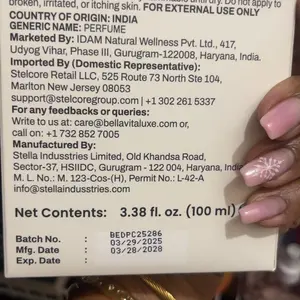 broken, irritated, or itching skin. FOR EXTERNAL USE ONLY
COUNTRY OF ORIGIN: INDIA
GENERIC NAME: PERFUME
Marketed By: IDAM Natural Wellness Pvt. Ltd., 417,
Udyog Vihar, Phase III, Gurugram-122008, Haryana, India.
Imported By (Domestic Representative):
Stelcore Retail LLC, 525 Route 73 North Ste 104,
Marlton New Jersey 08053
support@stelcoregroup.com | +1 302 261 5337
For any feedbacks or queries:
Write to us at: care@bellavitaluxe.com or,
call on: +1 732 852 7005
Manufactured By:
Stella Indusstries Limited, Old Khandsa Road,
Sector-37, HSIIDC, Gurugram - 122 004, Haryana, India
M. L. No.: M. 123-Cos-(H), Permit No.: L-42-A
info@stellaindusstries.com
Net Contents: 3.38 fl. oz. (100 ml)
Batch No. : BEDPC25286
Mfg. Date : 03/29/2025
Exp. Date : 03/28/2028